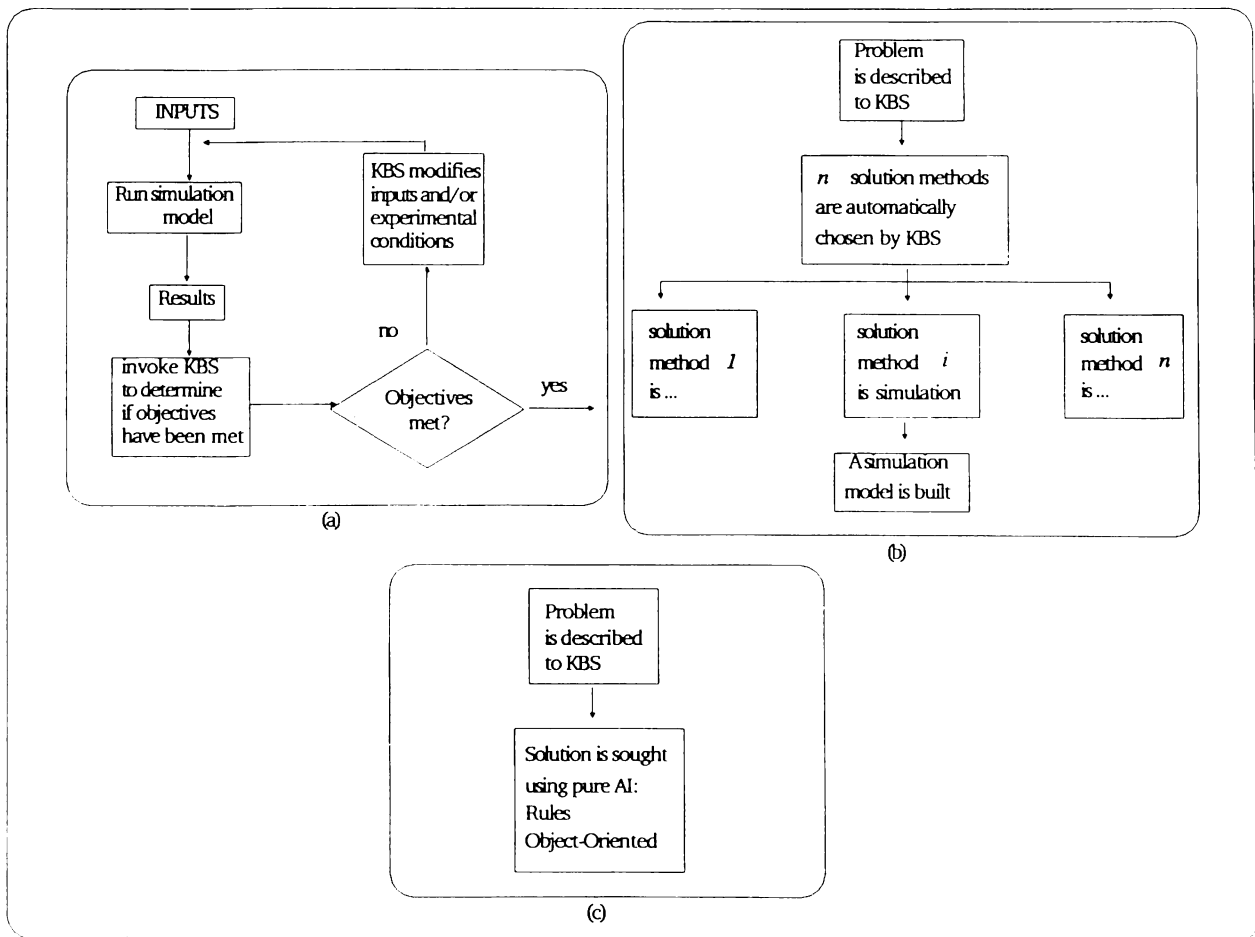 INPUTS
Run simulation
model
Results
invoke KBS
to determine
if objectives
have been met
Objectives
met?
no
yes
KBS modifies
inputs and/or
experimental
conditions
(a)
Problem
is described
to KBS
n solution methods
are automatically
chosen by KBS
solution
method 1
is ...
solution
method i
is simulation
solution
method n
is ...
A simulation
model is built
(b)
Problem
is described
to KBS
Solution is sought
using pure AI:
Rules
Object-Oriented
(c)